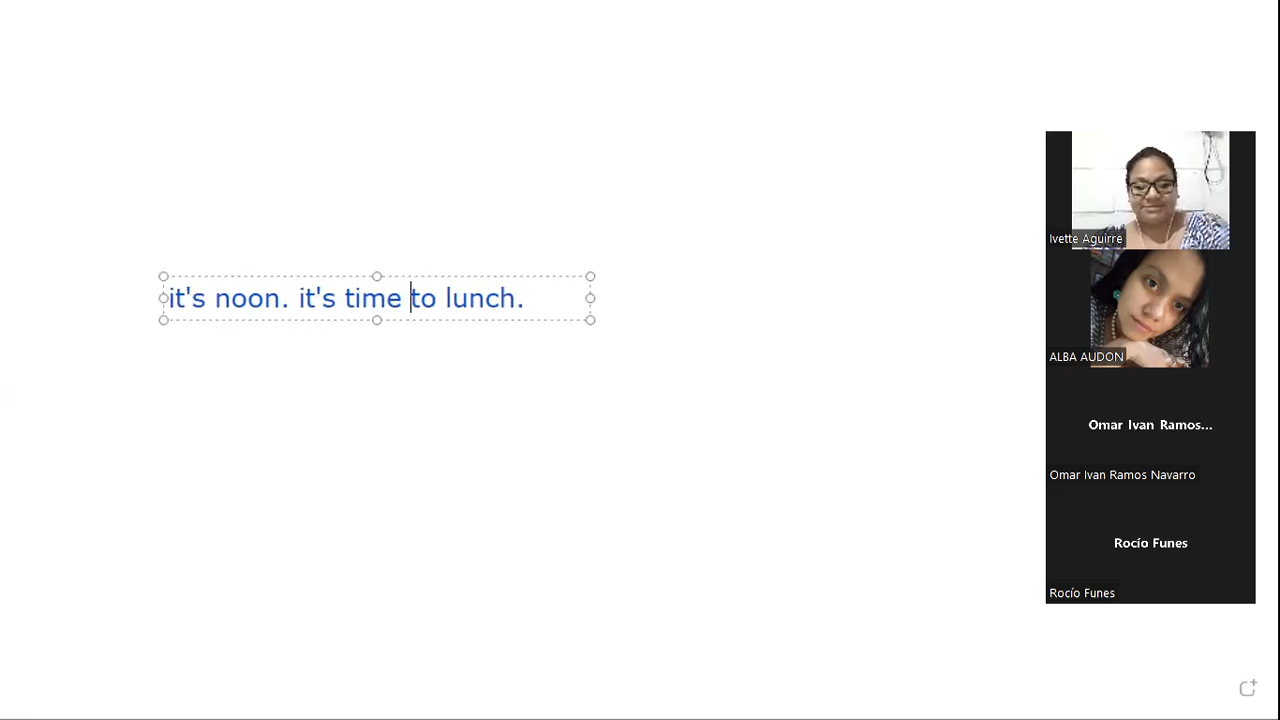 it's noon. it's time to lunch.
Ivette Aguirre
ALBA AUDON
Omar Ivan Ramos...
Omar Ivan Ramos Navarro
Rocío Funes
Rocío Funes